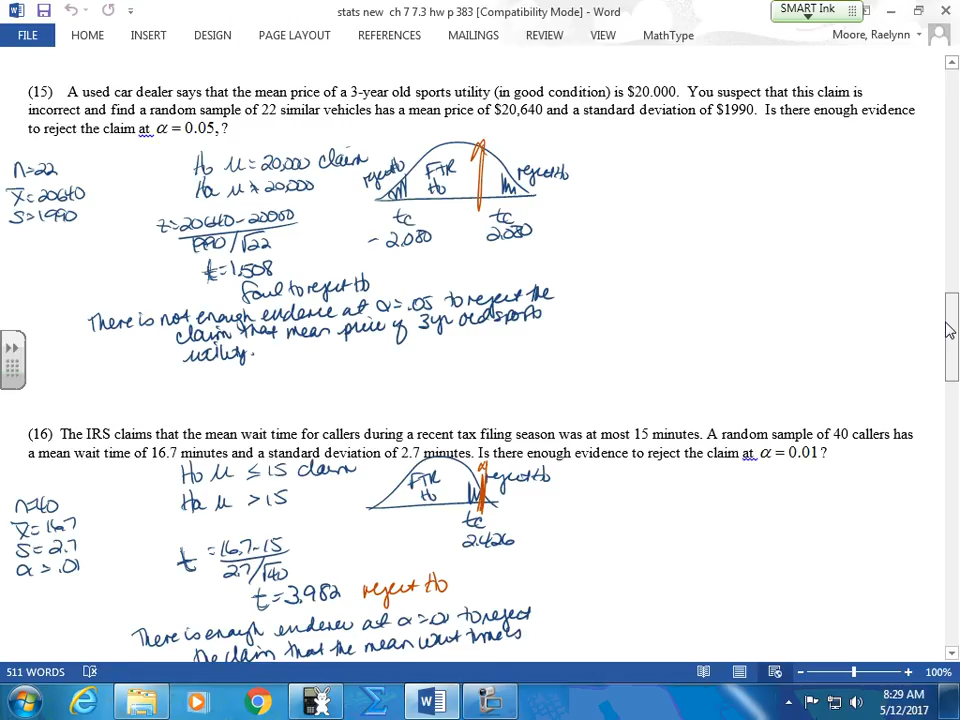 stats new ch 7 7.3 hw p 383 [Compatibility Mode] - Word
SMART Ink
FILE HOME INSERT DESIGN PAGE LAYOUT REFERENCES MAILINGS REVIEW VIEW MathType Moore, Raelynn
(15) A used car dealer says that the mean price of a 3-year old sports utility (in good condition) is $20.000. You suspect that this claim is
incorrect and find a random sample of 22 similar vehicles has a mean price of $20,640 and a standard deviation of $1990. Is there enough evidence
to reject the claim at α = 0.05, ?
n=22
x̄=20640
s=1990
Ho μ=20,000 claim
Ha μ≠20,000
z=20640-20000
1990/√22
t=1.508
reject Ho
FTR
Ho
reject Ho
tc
-2.080
tc
2.080
Fail to reject Ho
There is not enough evidence at α=.05 to reject the
claim that mean price of 3yr old sports
utility.
(16) The IRS claims that the mean wait time for callers during a recent tax filing season was at most 15 minutes. A random sample of 40 callers has
a mean wait time of 16.7 minutes and a standard deviation of 2.7 minutes. Is there enough evidence to reject the claim at α = 0.01 ?
n=40
x̄=16.7
s=2.7
α=.01
Ho μ ≤15 claim
Ha μ >15
FTR
Ho
reject Ho
tc
2.426
t =16.7-15
2.7/√40
t=3.982 reject Ho
There is enough evidence at α=.01 to reject
the claim that the mean wait time is
511 WORDS 100%
8:29 AM
5/12/2017